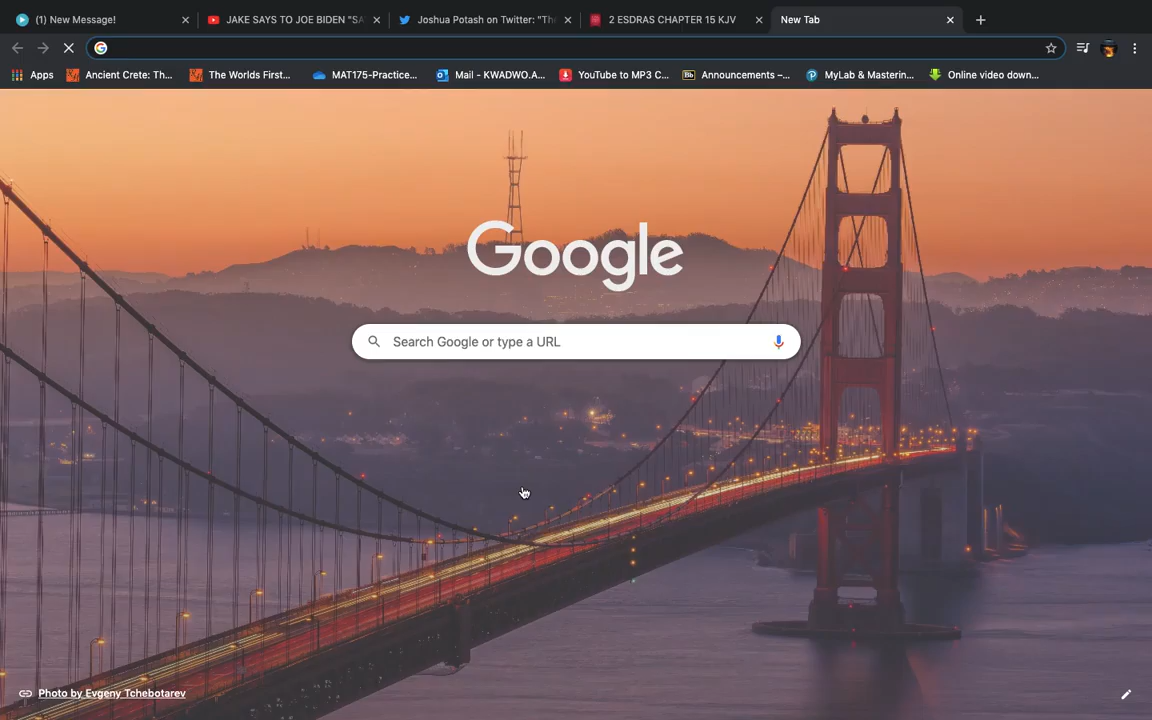 (1) New Message!
JAKE SAYS TO JOE BIDEN "SA
Joshua Potash on Twitter: "Th
2 ESDRAS CHAPTER 15 KJV
New Tab
Apps
Ancient Crete: Th...
The Worlds First...
MAT175-Practice...
Mail - KWADWO.A...
YouTube to MP3 C...
Bb
Announcements –...
MyLab & Masterin...
Online video down...
Google
Search Google or type a URL
Photo by Evgeny Tchebotarev